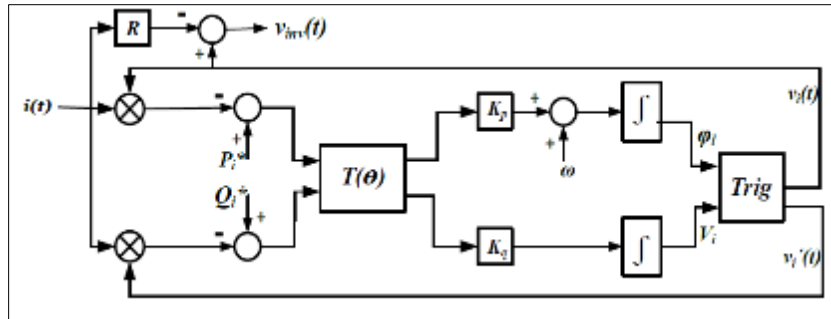 R
-
+
v_inv(t)
i(t)
-
+
P_i*
Q_i*
+
-
T(θ)
K_p
+
+
ω
∫
φ_i
Trig
v_i(t)
K_q
∫
V_i
v_i'(t)